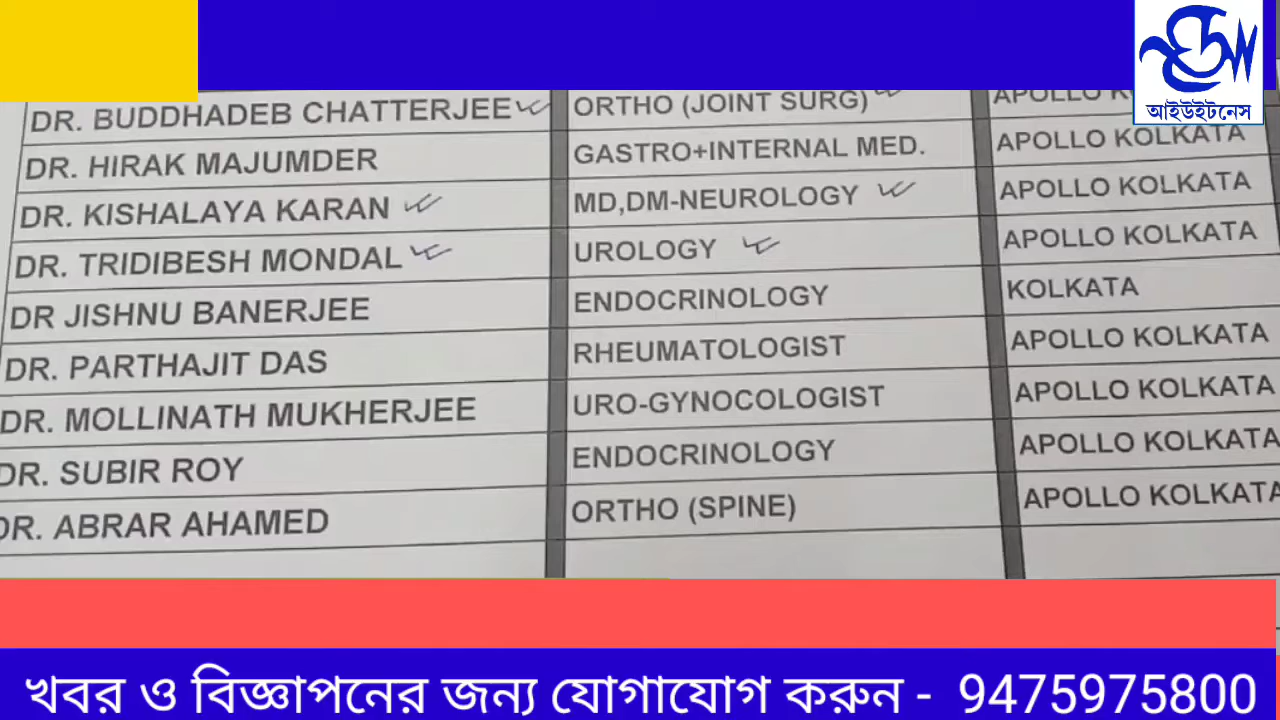 আইউইটনেস
DR. BUDDHADEB CHATTERJEE ORTHO (JOINT SURG) APOLLO
DR. HIRAK MAJUMDER GASTRO+INTERNAL MED. APOLLO KOLKATA
DR. KISHALAYA KARAN MD,DM-NEUROLOGY APOLLO KOLKATA
DR. TRIDIBESH MONDAL UROLOGY APOLLO KOLKATA
DR JISHNU BANERJEE ENDOCRINOLOGY KOLKATA
DR. PARTHAJIT DAS RHEUMATOLOGIST APOLLO KOLKATA
DR. MOLLINATH MUKHERJEE URO-GYNOCOLOGIST APOLLO KOLKATA
DR. SUBIR ROY ENDOCRINOLOGY APOLLO KOLKATA
DR. ABRAR AHAMED ORTHO (SPINE) APOLLO KOLKATA
খবর ও বিজ্ঞাপনের জন্য যোগাযোগ করুন - 9475975800